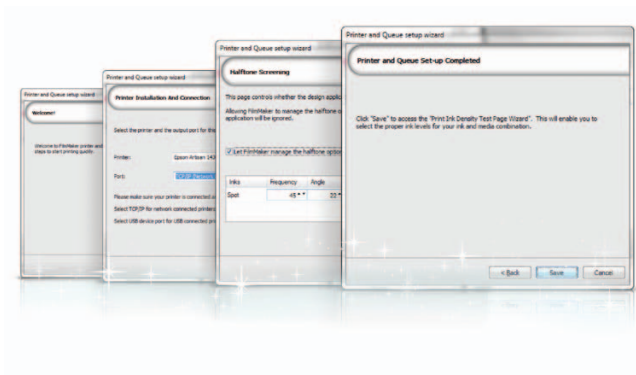 Printer and Queue setup wizard
Welcome!
Welcome to FilmMaker printer and
steps to start printing quickly.
Printer and Queue setup wizard
Printer Installation And Connection
Select the printer and the output port for the
Printer:
Epson Artisan 143
Port:
TCP/IP (Network
Please make sure your printer is connected
Select TCP/IP for network connected printers
Select USB device port for USB connected pri
Printer and Queue setup wizard
Halftone Screening
This page controls whether the design applic
Allowing FilmMaker to manage the halftone o
application will be ignored.
Let FilmMaker manage the halftone option
Inks Frequency Angle
Spot 45 22
Printer and Queue setup wizard
Printer and Queue Set-up Completed
Click "Save" to access the "Print Ink Density Test Page Wizard". This will enable you to
select the proper ink levels for your ink and media combination.
< Back Save Cancel